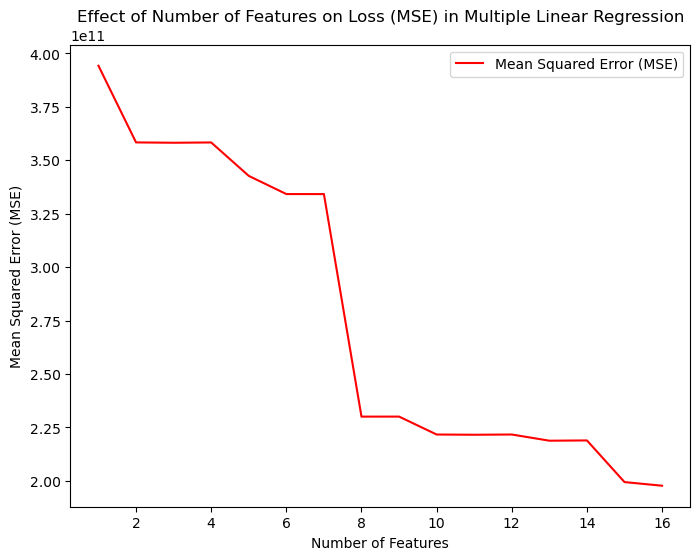 Effect of Number of Features on Loss (MSE) in Multiple Linear Regression
1e11
Mean Squared Error (MSE)
4.00
3.75
3.50
3.25
3.00
2.75
2.50
2.25
2.00
Mean Squared Error (MSE)
2 4 6 8 10 12 14 16
Number of Features